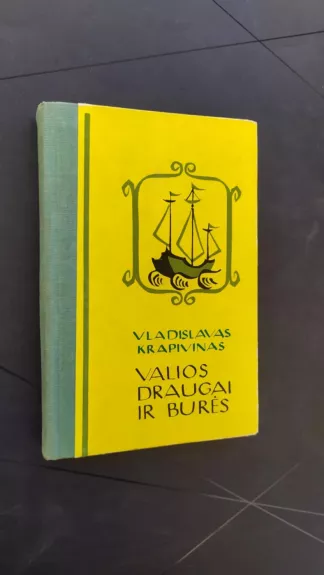 VLADISLAVAS
KRAPIVINAS
VALIOS
DRAUGAI
IR BURĖS